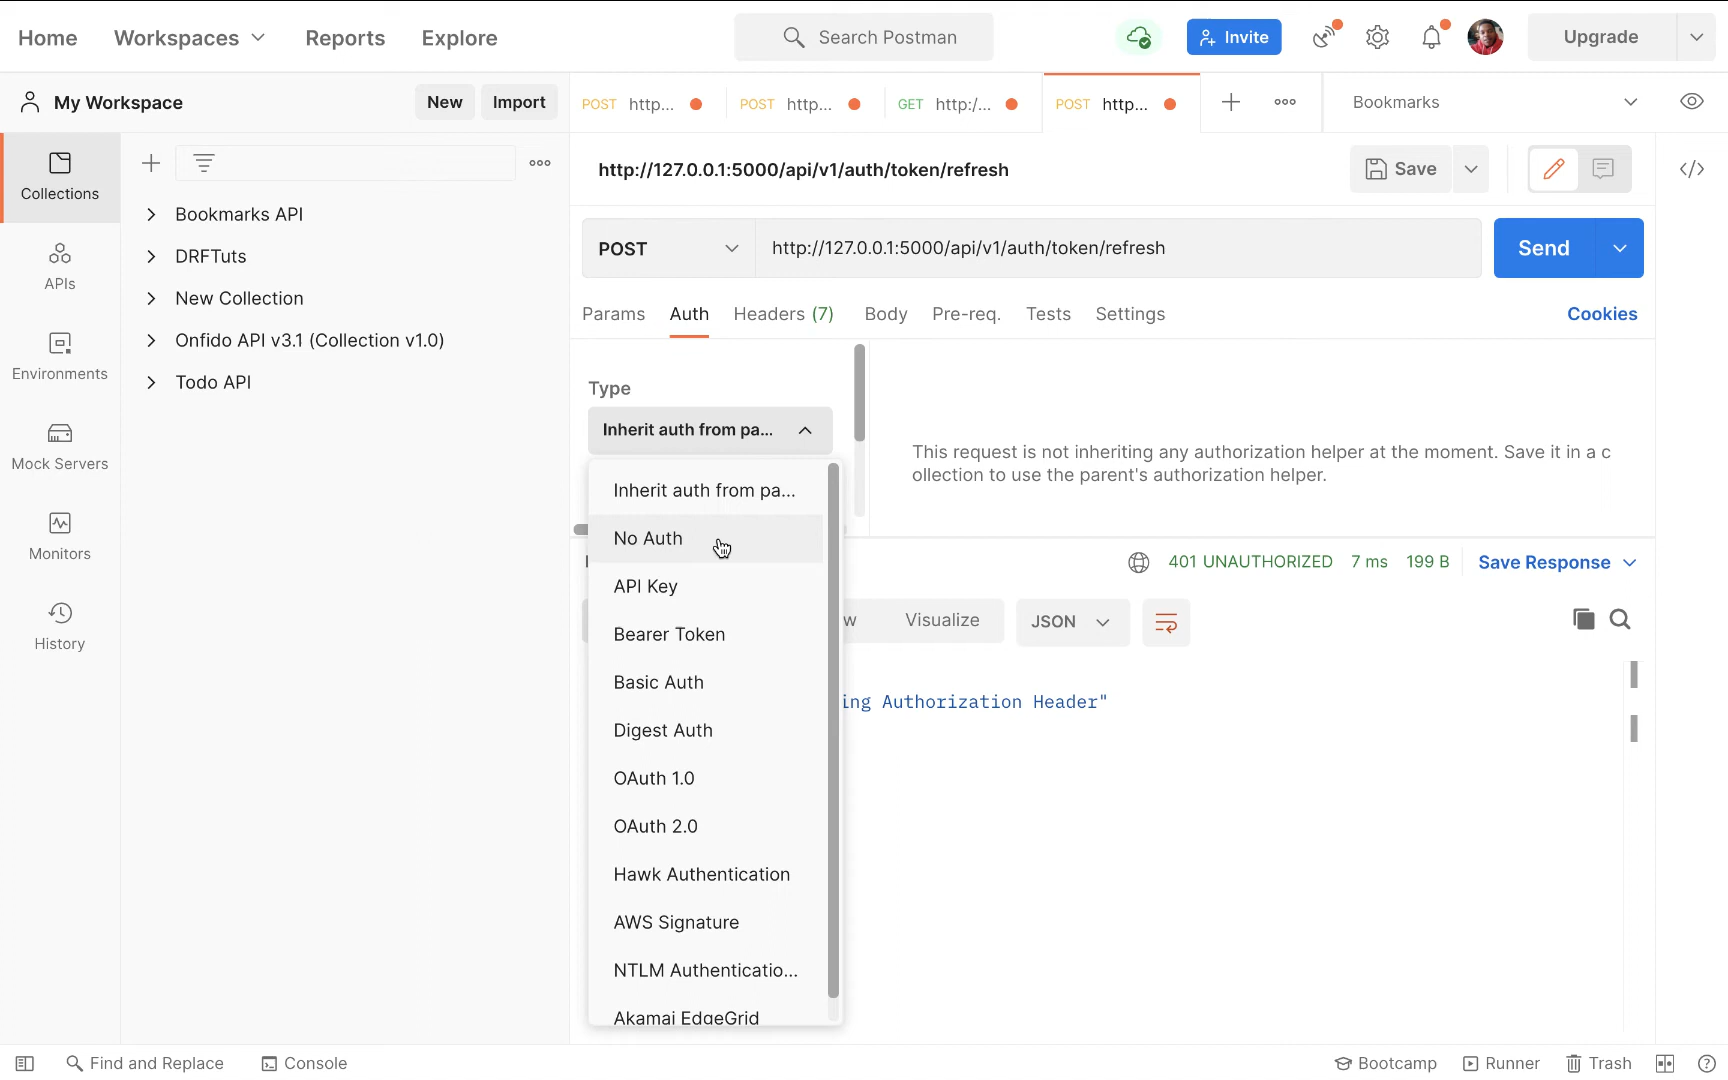 Home
Workspaces
Reports
Explore
Search Postman
Invite
Upgrade
My Workspace
New
Import
POST http...
POST http...
GET http:/...
POST http...
Bookmarks
Collections
APIs
Environments
Mock Servers
Monitors
History
Bookmarks API
DRFTuts
New Collection
Onfido API v3.1 (Collection v1.0)
Todo API
http://127.0.0.1:5000/api/v1/auth/token/refresh
Save
POST
http://127.0.0.1:5000/api/v1/auth/token/refresh
Send
Params
Auth
Headers (7)
Body
Pre-req.
Tests
Settings
Cookies
Type
Inherit auth from pa...
Inherit auth from pa...
No Auth
API Key
Bearer Token
Basic Auth
Digest Auth
OAuth 1.0
OAuth 2.0
Hawk Authentication
AWS Signature
NTLM Authenticatio...
Akamai EdgeGrid
This request is not inheriting any authorization helper at the moment. Save it in a c
ollection to use the parent's authorization helper.
401 UNAUTHORIZED
7 ms
199 B
Save Response
w
Visualize
JSON
ing Authorization Header"
Find and Replace
Console
Bootcamp
Runner
Trash